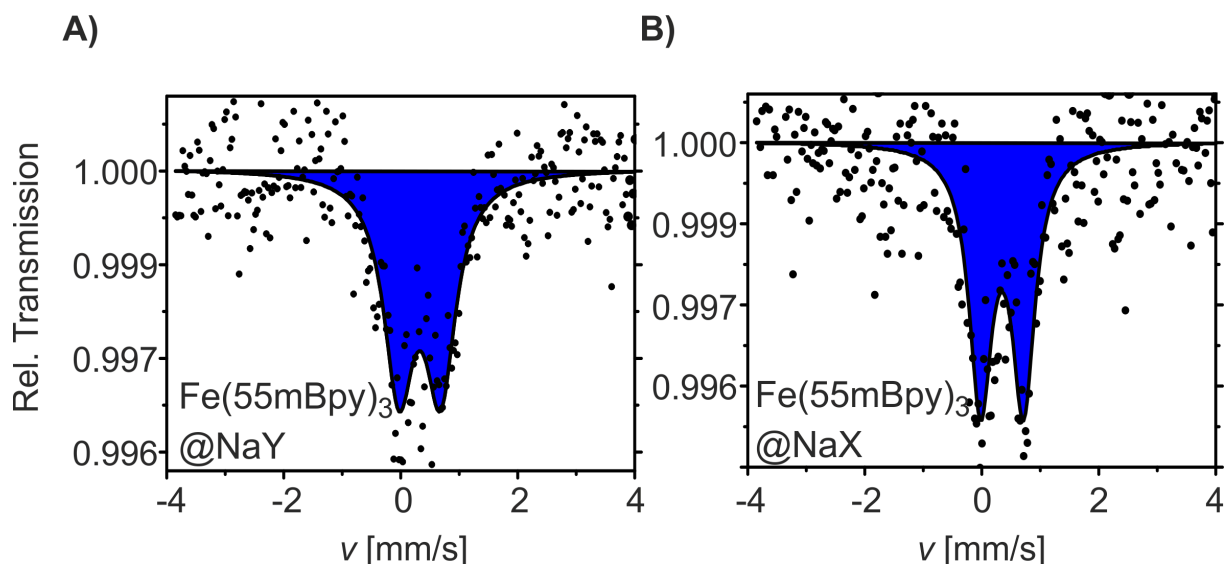 A)
B)
Rel. Transmission
1.000
0.999
0.997
0.996
Fe(55mBpy)3
@NaY
-4 -2 0 2 4
v [mm/s]
1.000
0.999
0.997
0.996
Fe(55mBpy)3
@NaX
-4 -2 0 2 4
v [mm/s]